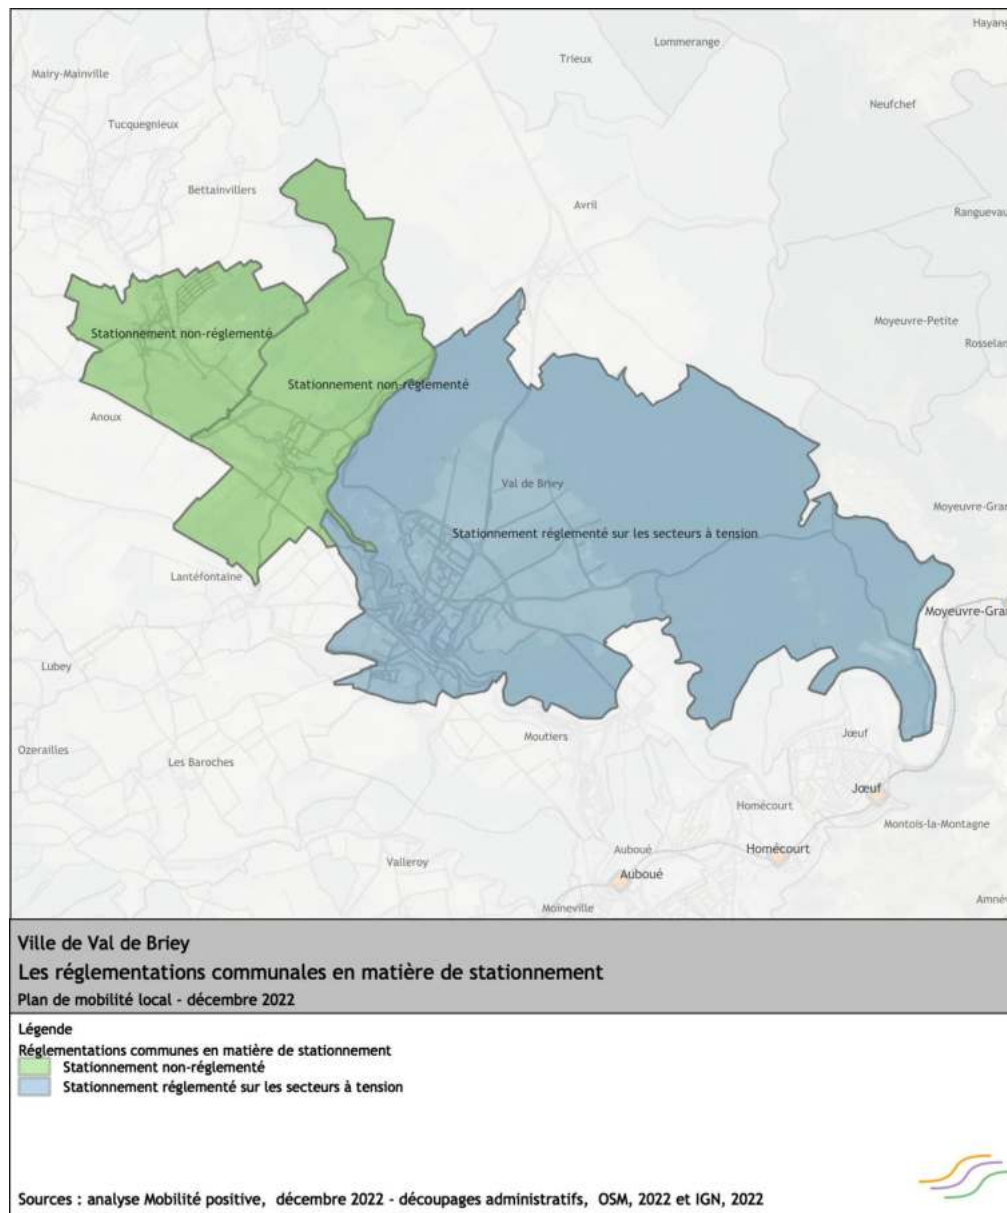 Hayang
Lommerange
Trieux
Mairy-Mainville
Neufchef
Tucquegnieux
Bettainvillers
Avril
Ranguevau
Moyeuvre-Petite
Stationnement non-réglementé
Rosselan
Stationnement non-réglementé
Anoux
Val de Briey
Moyeuvre-Gran
Stationnement réglementé sur les secteurs à tension
Lantéfontaine
Moyeuvre-Gran
Lubey
Moutiers
Jœuf
Ozerailles
Les Baroches
Jœuf
Homécourt
Montois-la-Montagne
Auboué
Homécourt
Valleroy
Auboué
Amnév
Moineville
Ville de Val de Briey
Les réglementations communales en matière de stationnement
Plan de mobilité local - décembre 2022
Légende
Réglementations communes en matière de stationnement
Stationnement non-réglementé
Stationnement réglementé sur les secteurs à tension
Sources : analyse Mobilité positive, décembre 2022 - découpages administratifs, OSM, 2022 et IGN, 2022